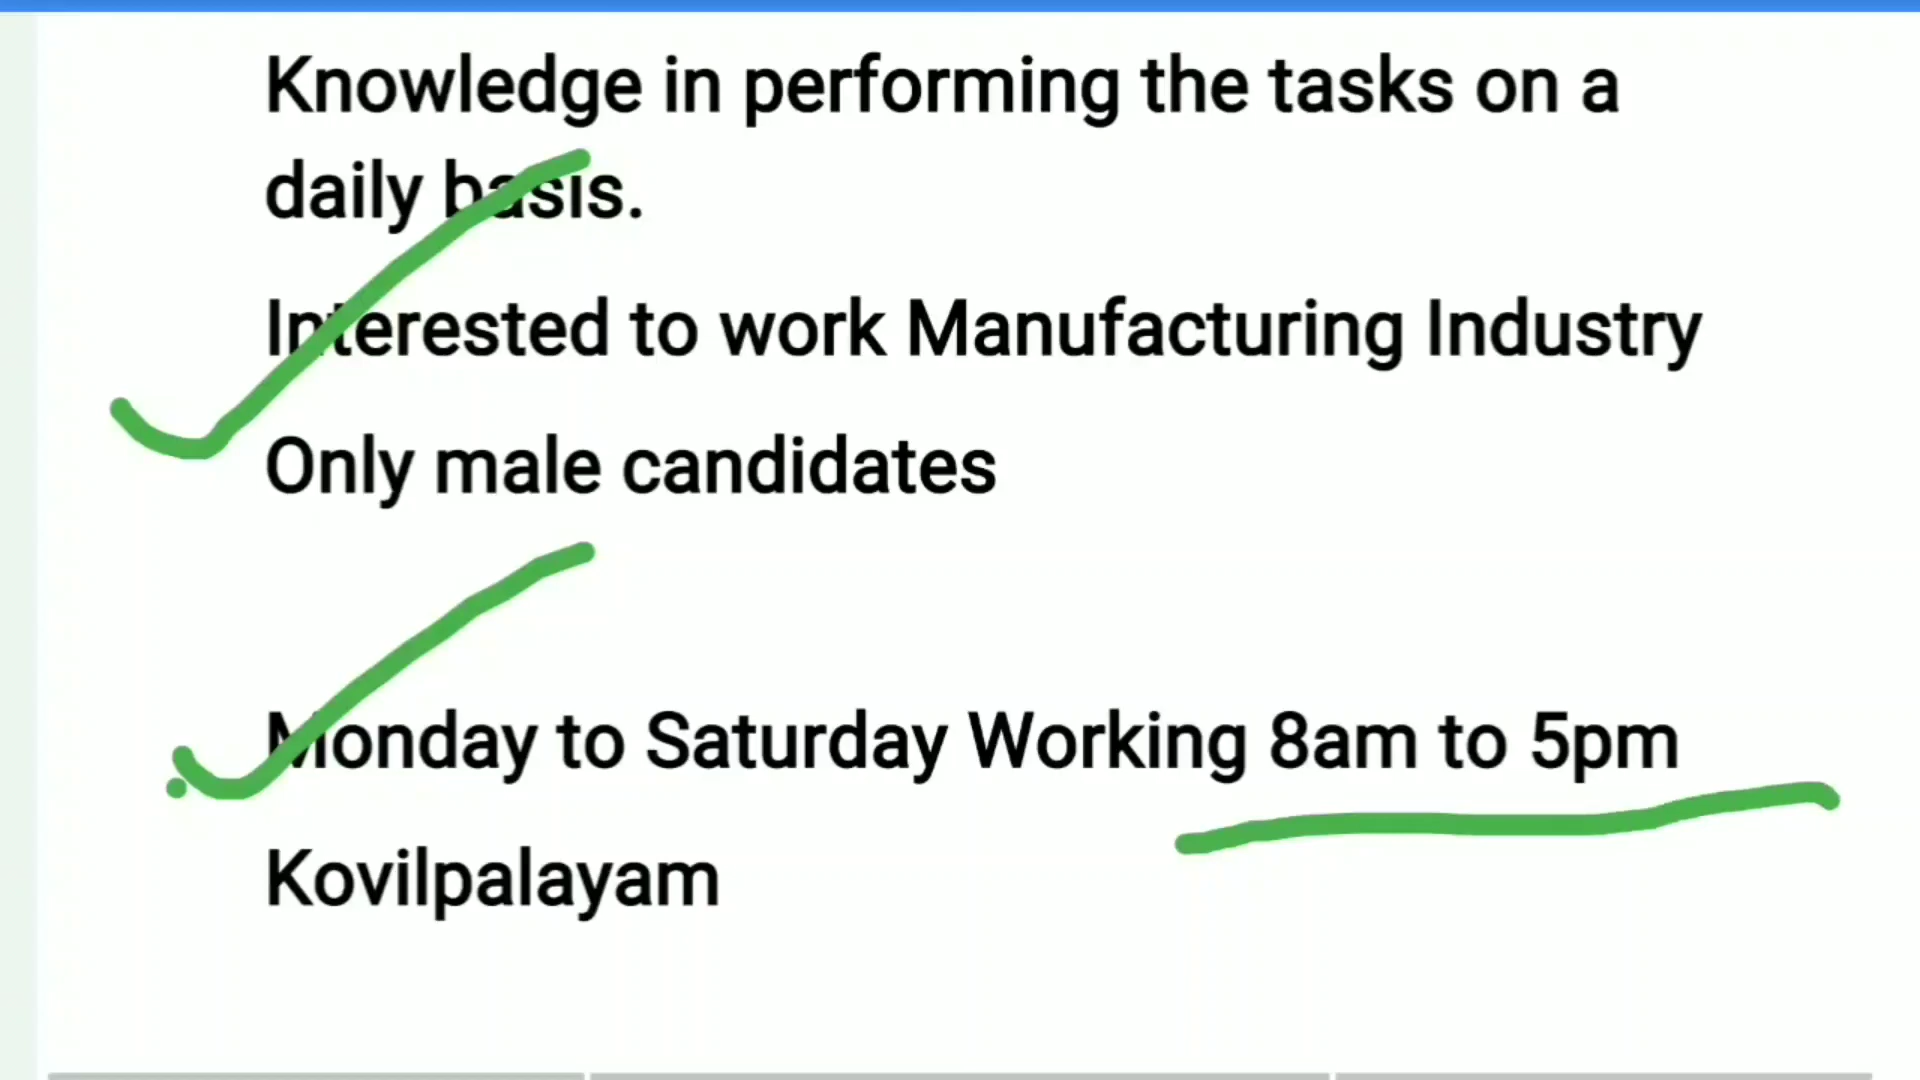 Knowledge in performing the tasks on a
daily basis.
Interested to work Manufacturing Industry
Only male candidates
Monday to Saturday Working 8am to 5pm
Kovilpalayam